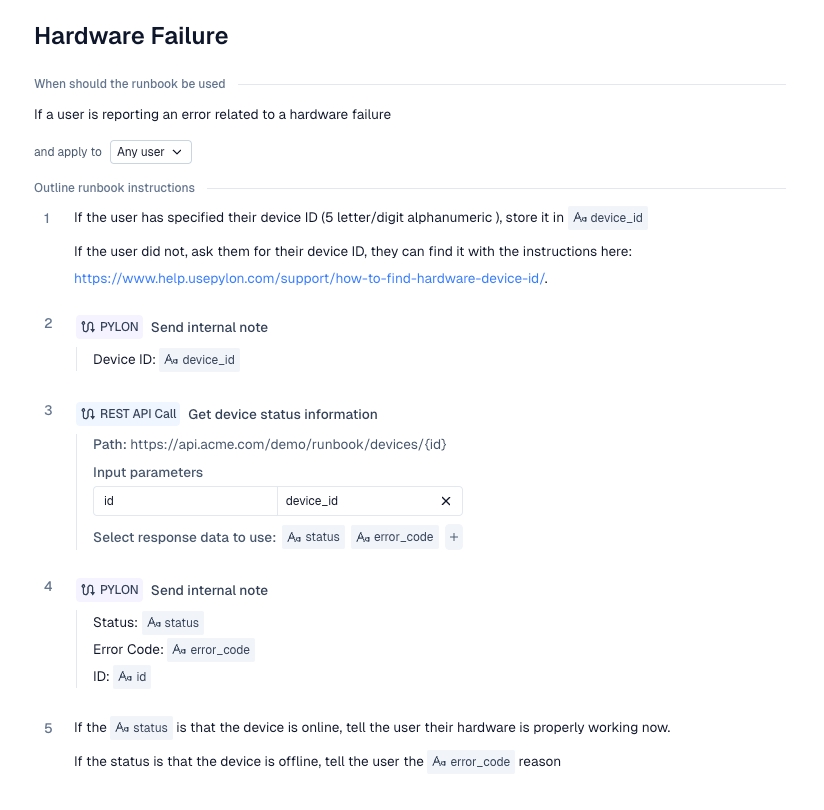 Hardware Failure
When should the runbook be used
If a user is reporting an error related to a hardware failure
and apply to Any user
Outline runbook instructions
1 If the user has specified their device ID (5 letter/digit alphanumeric ), store it in Aa device_id
If the user did not, ask them for their device ID, they can find it with the instructions here:
https://www.help.usepylon.com/support/how-to-find-hardware-device-id/.
2 PYLON Send internal note
Device ID: Aa device_id
3 REST API Call Get device status information
Path: https://api.acme.com/demo/runbook/devices/{id}
Input parameters
id device_id ×
Select response data to use: Aa status Aa error_code +
4 PYLON Send internal note
Status: Aa status
Error Code: Aa error_code
ID: Aa id
5 If the Aa status is that the device is online, tell the user their hardware is properly working now.
If the status is that the device is offline, tell the user the Aa error_code reason